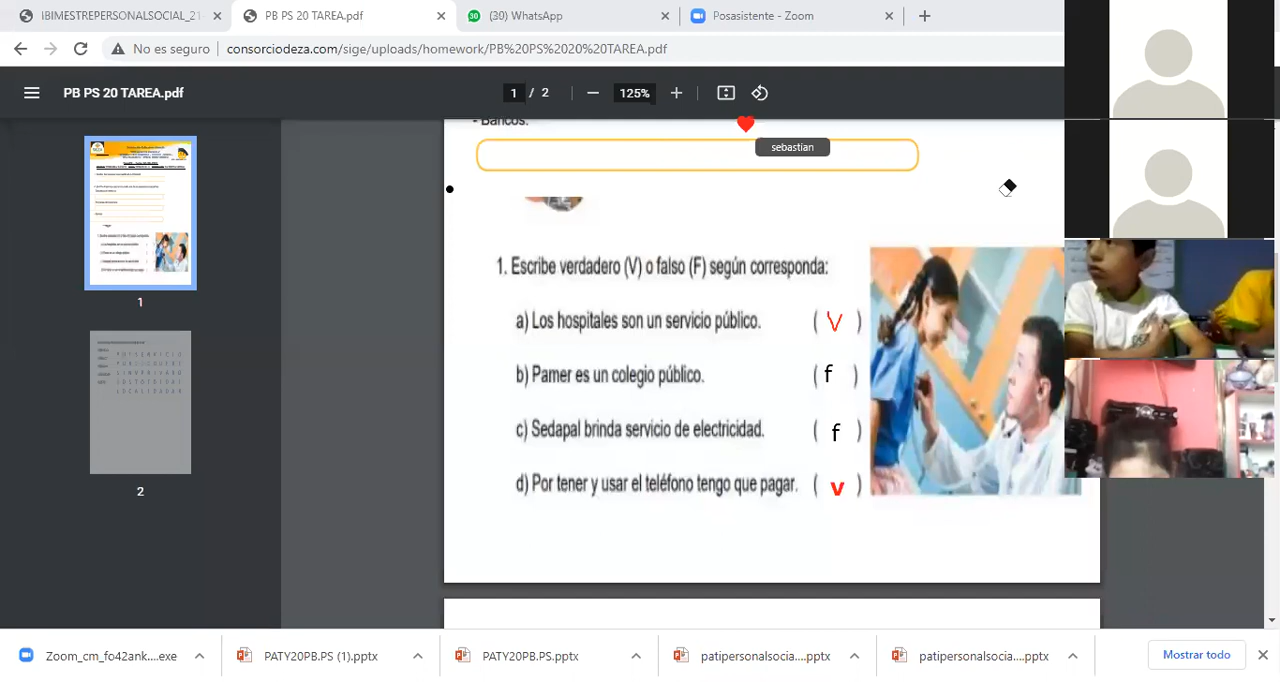 IBIMESTREPERSONALSOCIAL_21-
PB PS 20 TAREA.pdf
(30) WhatsApp
Posasistente - Zoom
No es seguro
consorciodeza.com/sige/uploads/homework/PB%20PS%2020%20TAREA.pdf
PB PS 20 TAREA.pdf
1 / 2
125%
- Bancos:
sebastian
1. Escribe verdadero (V) o falso (F) según corresponda:
a) Los hospitales son un servicio público. ( V )
b) Pamer es un colegio público. ( f )
c) Sedapal brinda servicio de electricidad. ( f )
d) Por tener y usar el teléfono tengo que pagar. ( v )
1
2
Zoom_cm_fo42ank....exe
PATY20PB.PS (1).pptx
PATY20PB.PS.pptx
patipersonalsocia....pptx
patipersonalsocia....pptx
Mostrar todo